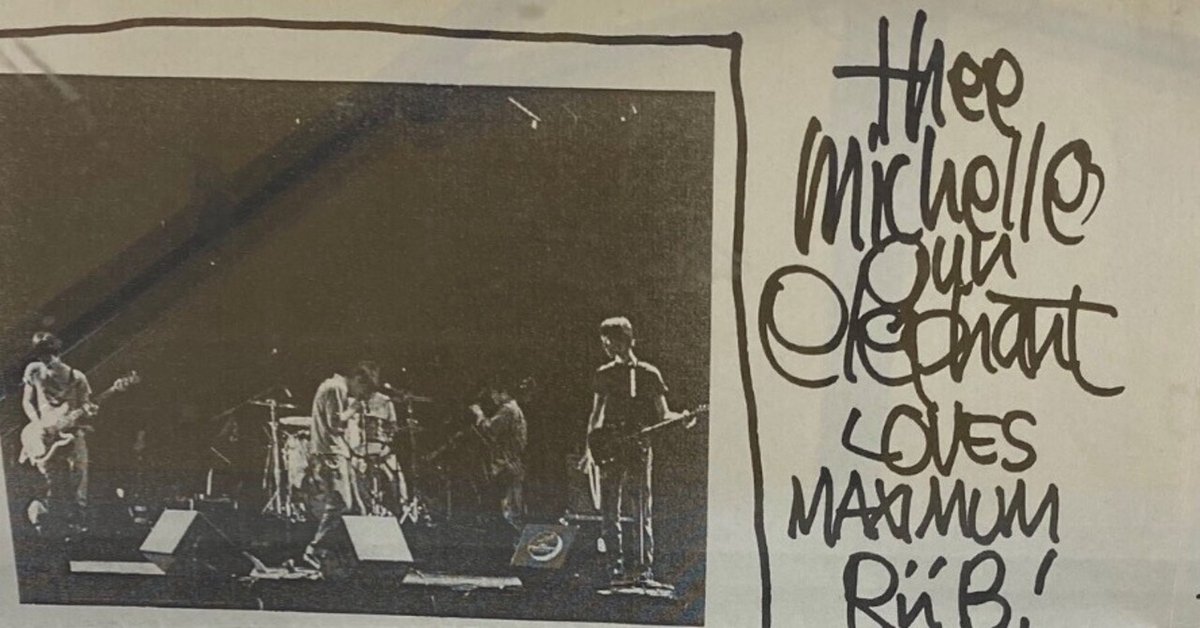 thee
Michelle
gun
elephant
LOVES
MAXIMUM
R'n'B!